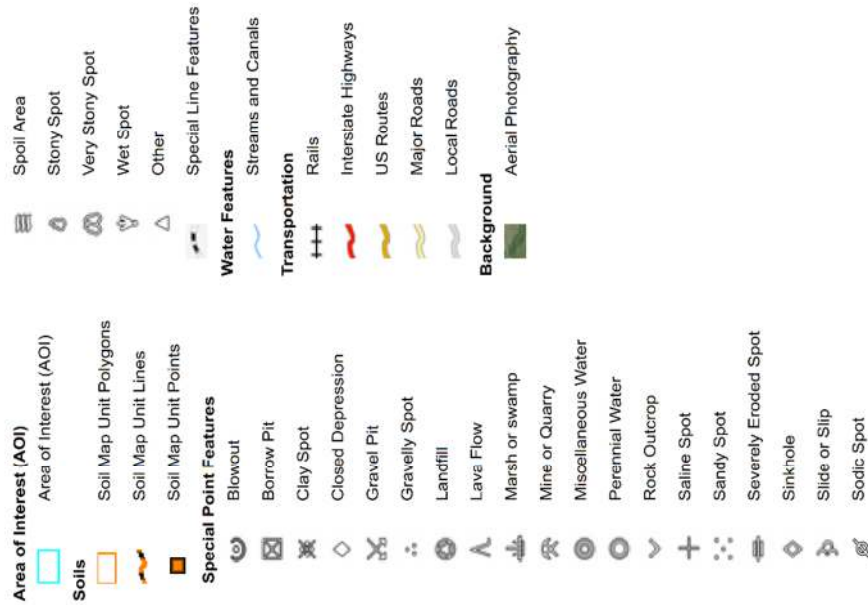 Area of Interest (AOI)
Area of Interest (AOI)
Soils
Soil Map Unit Polygons
Soil Map Unit Lines
Soil Map Unit Points
Special Point Features
Blowout
Borrow Pit
Clay Spot
Closed Depression
Gravel Pit
Gravelly Spot
Landfill
Lava Flow
Marsh or swamp
Mine or Quarry
Miscellaneous Water
Perennial Water
Rock Outcrop
Saline Spot
Sandy Spot
Severely Eroded Spot
Sinkhole
Slide or Slip
Sodic Spot
Spoil Area
Stony Spot
Very Stony Spot
Wet Spot
Other
Special Line Features
Water Features
Streams and Canals
Transportation
Rails
Interstate Highways
US Routes
Major Roads
Local Roads
Background
Aerial Photography